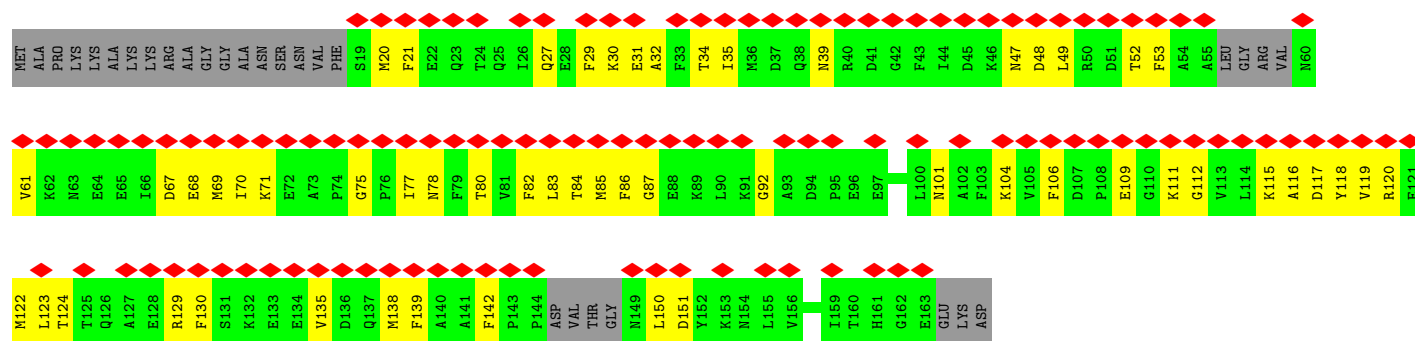 MET ALA PRO LYS LYS ALA LYS LYS ARG ALA GLY GLY ALA ASN SER ASN VAL PHE S19 M20 F21 E22 Q23 T24 Q25 I26 Q27 E28 F29 K30 E31 A32 F33 T34 I35 M36 D37 Q38 N39 R40 D41 G42 F43 I44 D45 K46 N47 D48 L49 R50 D51 T52 F53 A54 A55 LEU GLY ARG VAL N60
V61 K62 N63 E64 E65 I66 D67 E68 M69 I70 K71 E72 A73 P74 G75 P76 I77 N78 F79 T80 V81 F82 L83 T84 M85 F86 G87 E88 K89 L90 K91 G92 A93 D94 P95 E96 E97 L100 N101 A102 F103 K104 V105 F106 D107 P108 E109 G110 K111 G112 V113 L114 K115 A116 D117 Y118 V119 R120
M122 L123 T124 T125 Q126 A127 E128 R129 F130 S131 K132 E133 E134 V135 D136 Q137 M138 F139 A140 A141 F142 P143 P144 ASP VAL THR GLY N149 L150 D151 Y152 K153 N154 L155 V156 I159 T160 H161 G162 E163 GLU LYS ASP